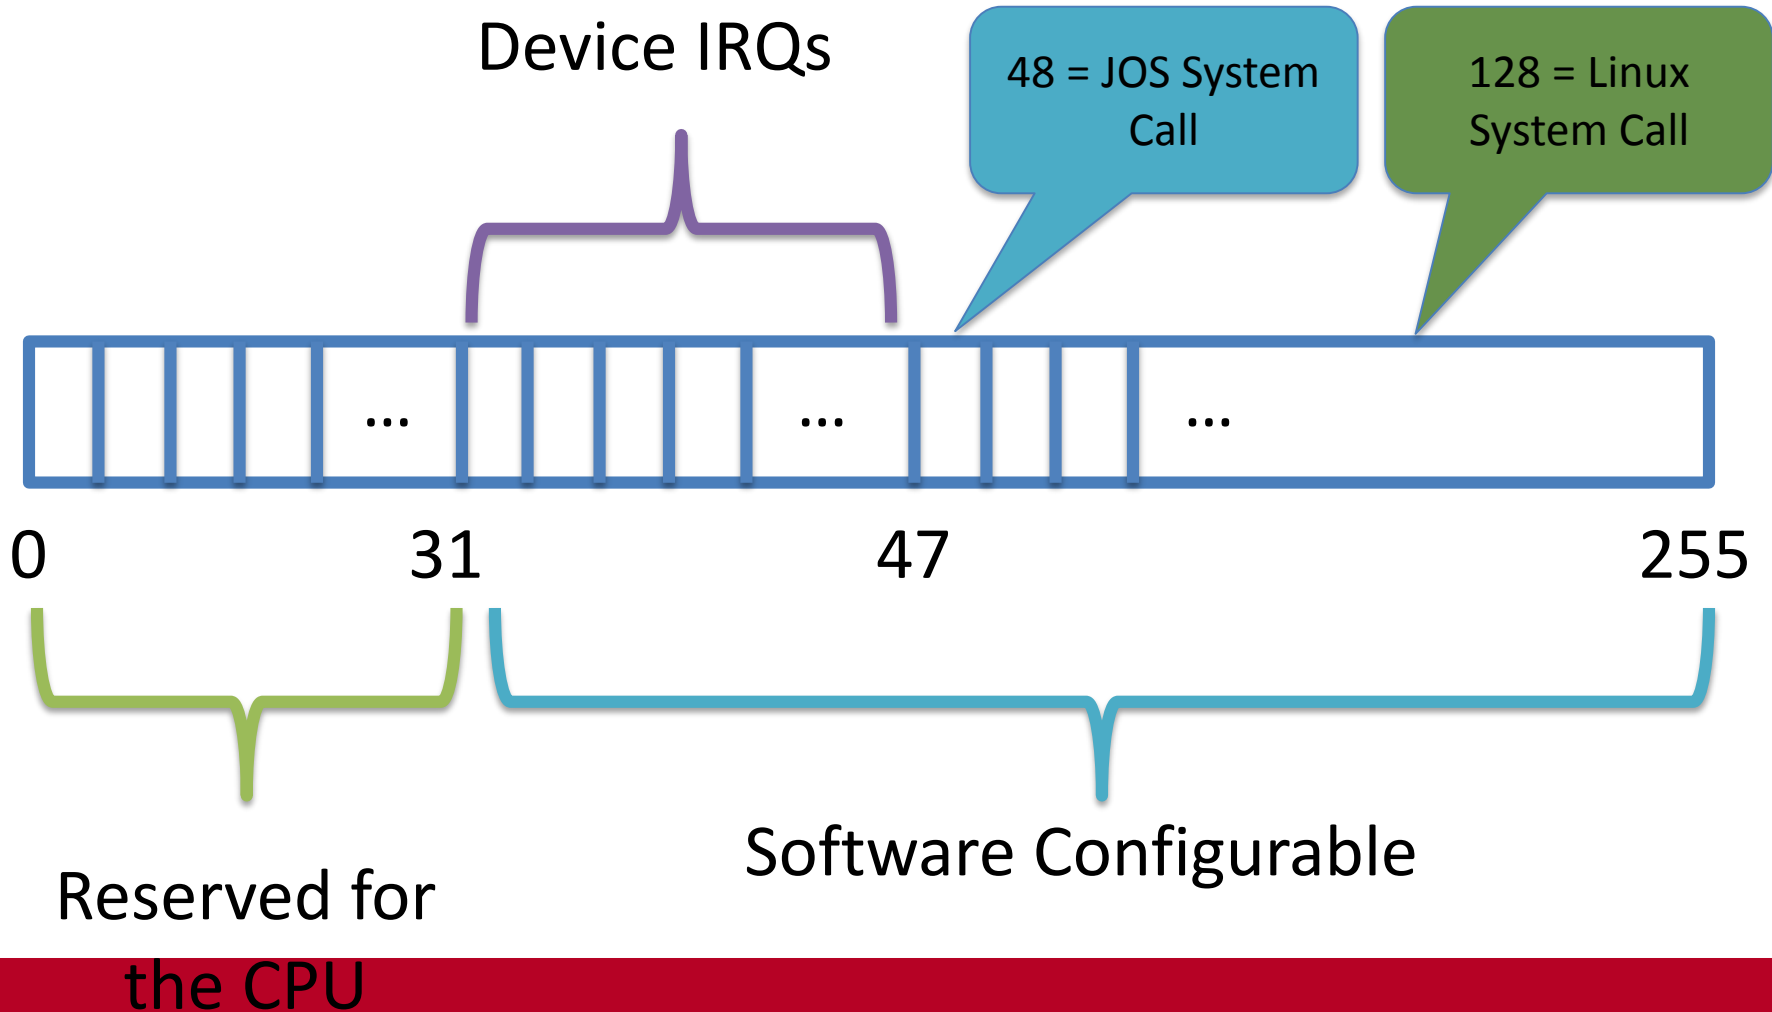 Device IRQs
48 = JOS System
Call
128 = Linux
System Call
... ... ...
0 31 47 255
Software Configurable
Reserved for
the CPU